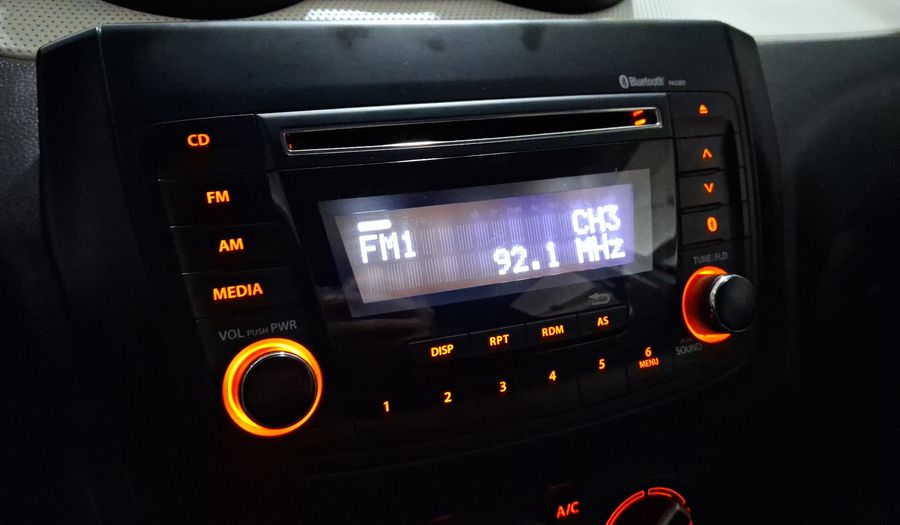 Bluetooth
CD
FM
AM
MEDIA
FM1
CH3
92.1 MHz
TUNE/FLD
VOL PUSH PWR
DISP
RPT
RDM
AS
SOUND
1
2
3
4
5
6
MENU
A/C